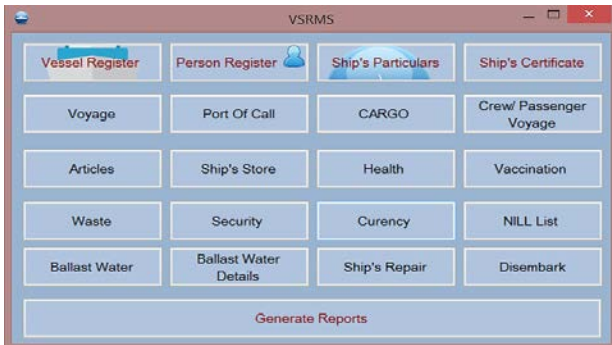 VSRMS
Vessel Register
Person Register
Ship's Particulars
Ship's Certificate
Voyage
Port Of Call
CARGO
Crew/ Passenger
Voyage
Articles
Ship's Store
Health
Vaccination
Waste
Security
Curency
NILL List
Ballast Water
Ballast Water
Details
Ship's Repair
Disembark
Generate Reports